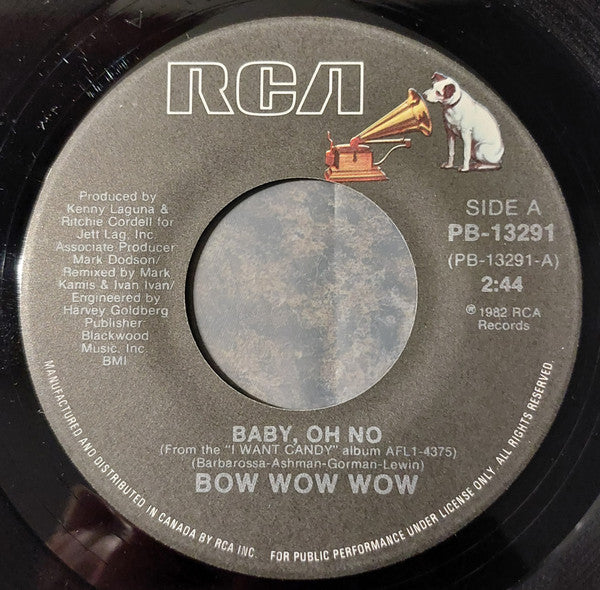 RCA
Produced by
Kenny Laguna &
Ritchie Cordell for
Jett Lag, Inc
Associate Producer
Mark Dodson/
Remixed by Mark
Kamis & Ivan Ivan/
Engineered by
Harvey Goldberg
Publisher
Blackwood
Music, Inc.
BMI
SIDE A
PB-13291
(PB-13291-A)
2:44
℗ 1982 RCA
Records
BABY, OH NO
(From the "I WANT CANDY" album AFL1-4375)
(Barbarossa-Ashman-Gorman-Lewin)
BOW WOW WOW
MANUFACTURED AND DISTRIBUTED IN CANADA BY RCA INC. FOR PUBLIC PERFORMANCE UNDER LICENSE ONLY. ALL RIGHTS RESERVED.